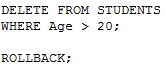 DELETE FROM STUDENTS
WHERE Age > 20;
ROLLBACK;